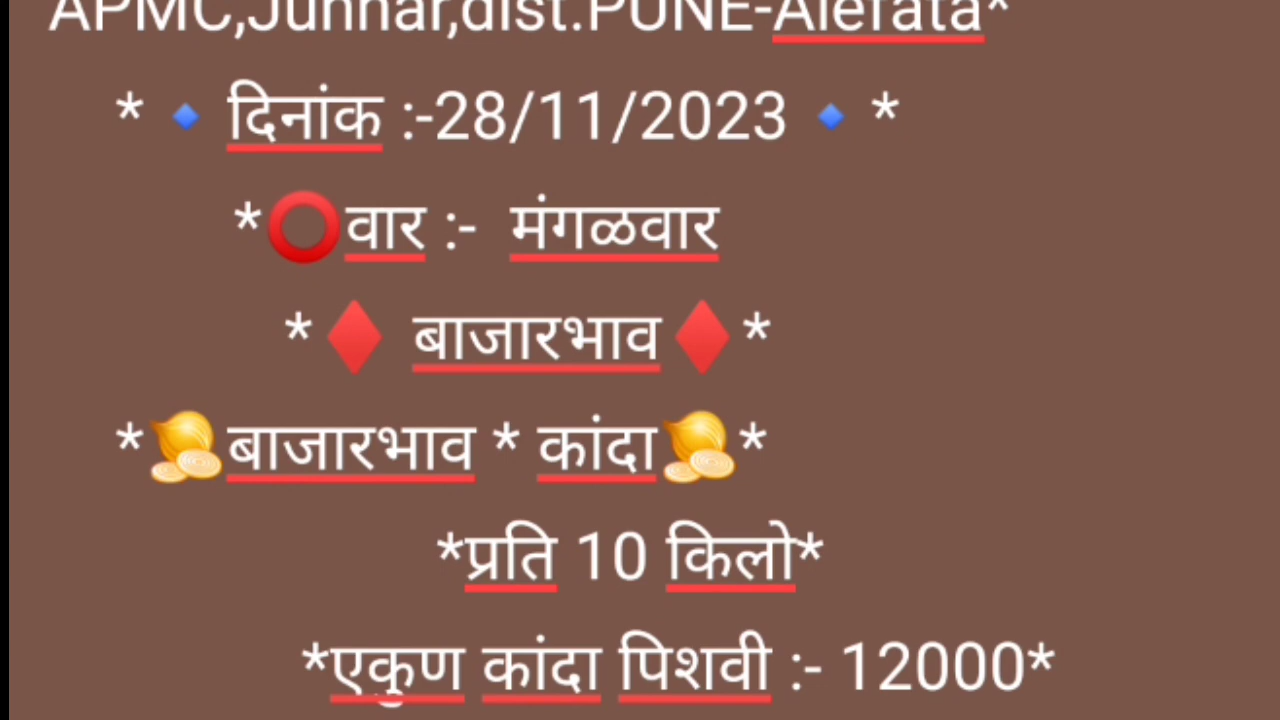 APMC,Junnar,dist.PUNE-Alefata*
*🔹दिनांक :-28/11/2023🔹*
*⭕वार :- मंगळवार
*♦️ बाजारभाव♦️*
*🧅बाजारभाव * कांदा🧅*
*प्रति 10 किलो*
*एकुण कांदा पिशवी :- 12000*